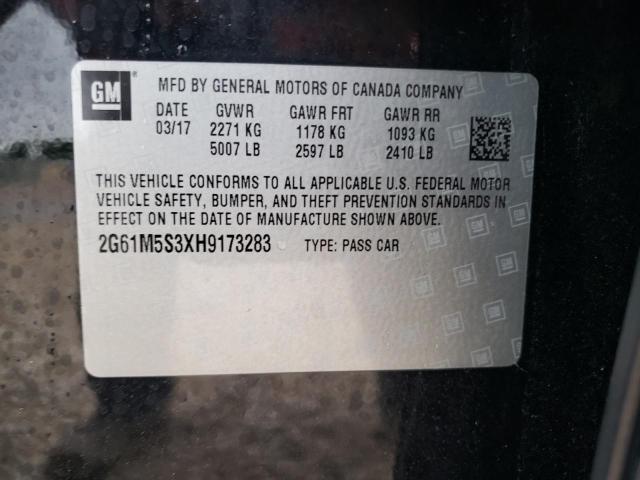 GM ® MFD BY GENERAL MOTORS OF CANADA COMPANY
DATE GVWR GAWR FRT GAWR RR
03/17 2271 KG 1178 KG 1093 KG
5007 LB 2597 LB 2410 LB
THIS VEHICLE CONFORMS TO ALL APPLICABLE U.S. FEDERAL MOTOR
VEHICLE SAFETY, BUMPER, AND THEFT PREVENTION STANDARDS IN
EFFECT ON THE DATE OF MANUFACTURE SHOWN ABOVE.
2G61M5S3XH9173283 TYPE: PASS CAR